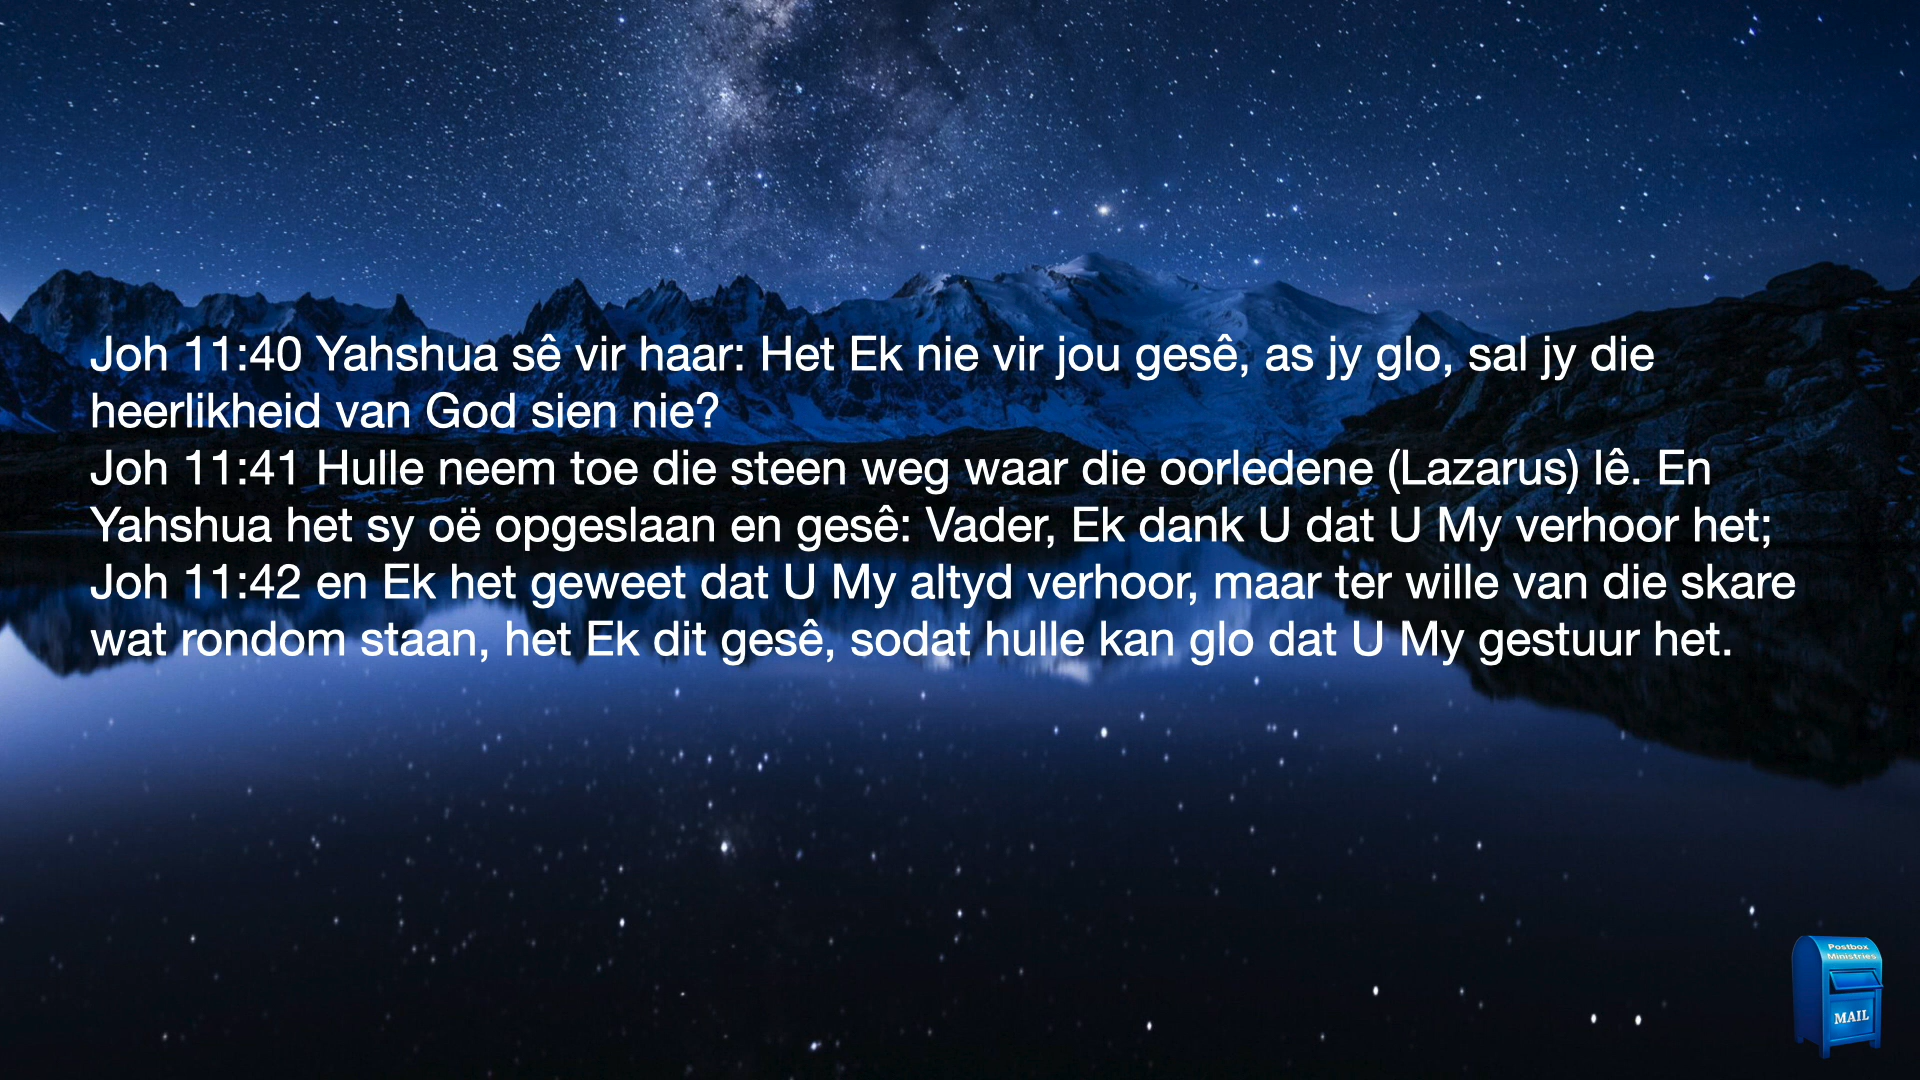 Joh 11:40 Yahshua sê vir haar: Het Ek nie vir jou gesê, as jy glo, sal jy die
heerlikheid van God sien nie?
Joh 11:41 Hulle neem toe die steen weg waar die oorledene (Lazarus) lê. En
Yahshua het sy oë opgeslaan en gesê: Vader, Ek dank U dat U My verhoor het;
Joh 11:42 en Ek het geweet dat U My altyd verhoor, maar ter wille van die skare
wat rondom staan, het Ek dit gesê, sodat hulle kan glo dat U My gestuur het.
Postbox
Ministries
MAIL